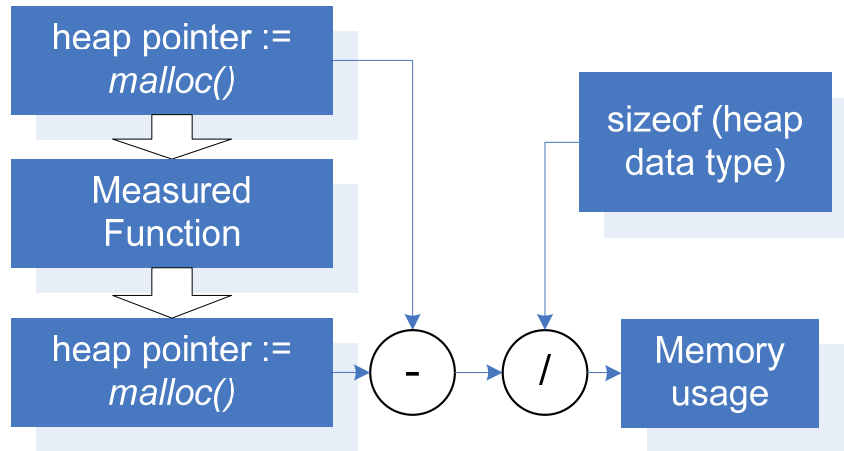 heap pointer :=
malloc()
sizeof (heap
data type)
Measured
Function
heap pointer :=
malloc()
-
/
Memory
usage